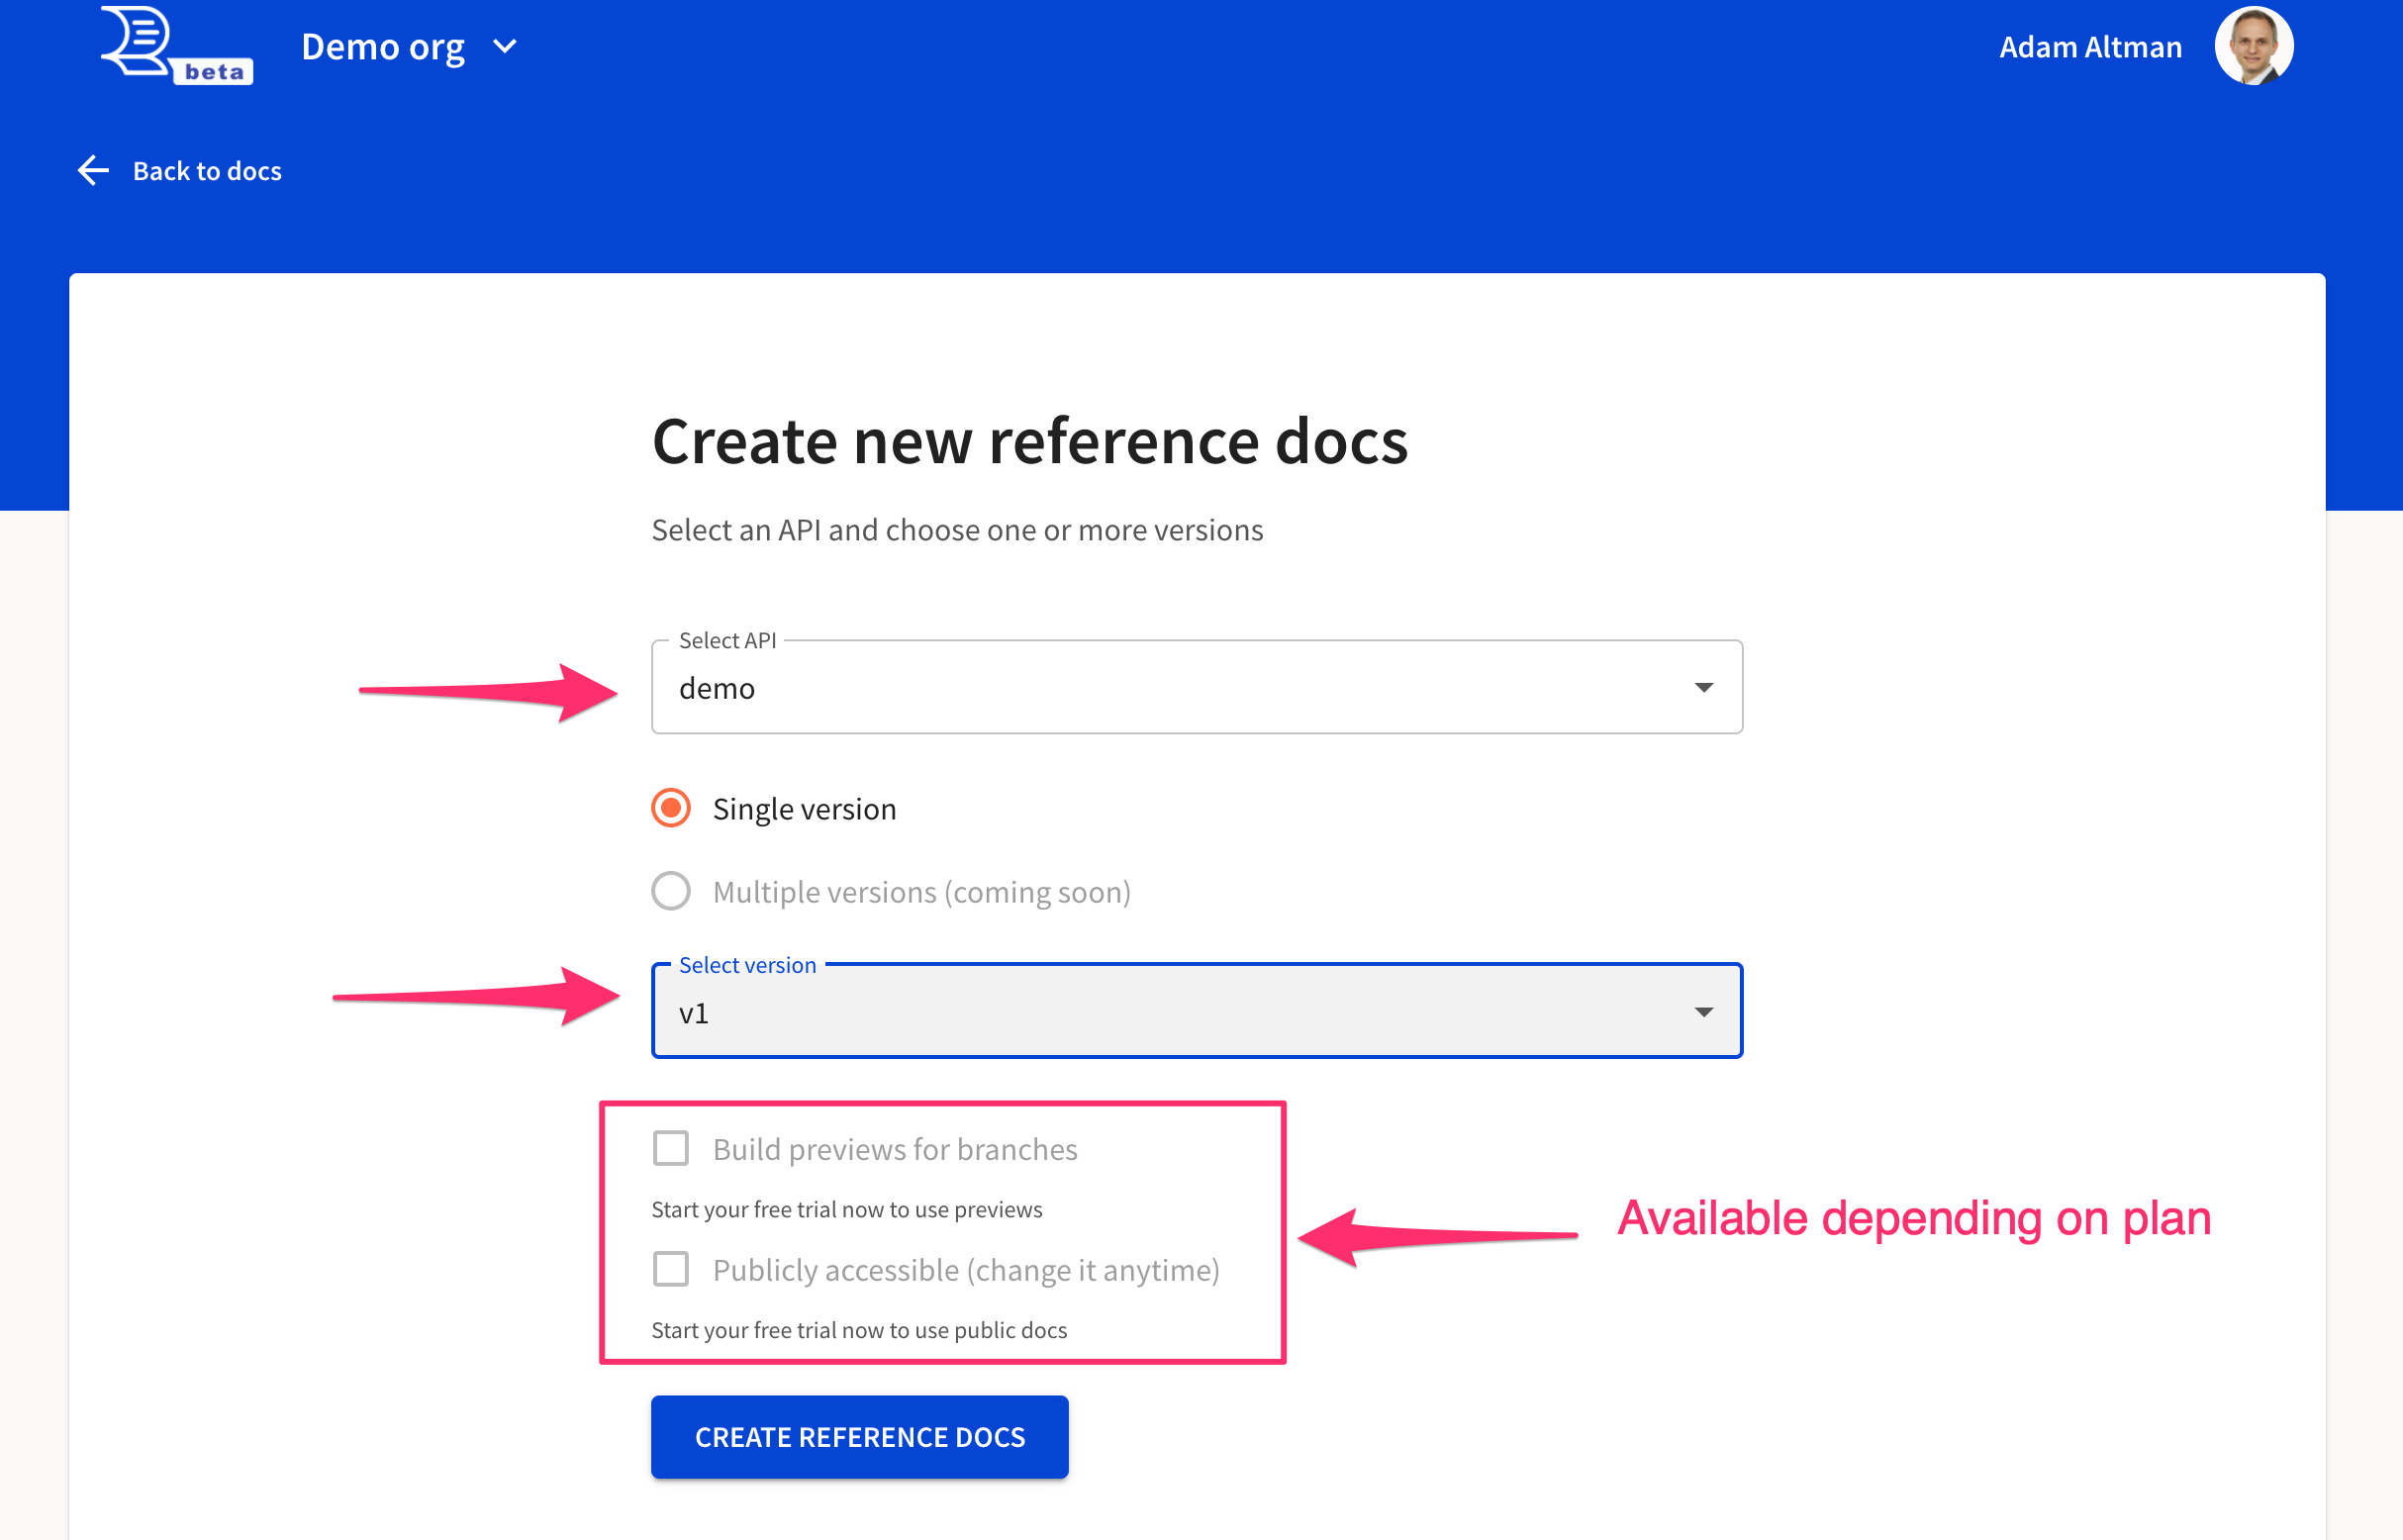 beta
Demo org
Adam Altman
Back to docs
Create new reference docs
Select an API and choose one or more versions
Select API
demo
Single version
Multiple versions (coming soon)
Select version
v1
Build previews for branches
Start your free trial now to use previews
Available depending on plan
Publicly accessible (change it anytime)
Start your free trial now to use public docs
CREATE REFERENCE DOCS